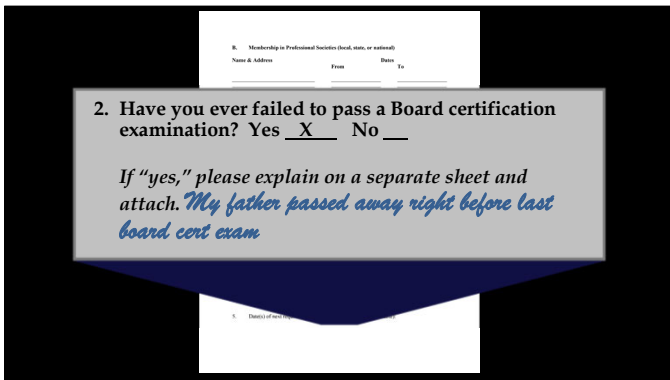 B. Membership in Professional Societies (local, state, or national)
Name & Address Dates
From To
2. Have you ever failed to pass a Board certification
examination? Yes X No
If “yes,” please explain on a separate sheet and
attach. My father passed away right before last
board cert exam
5. Date(s) of next